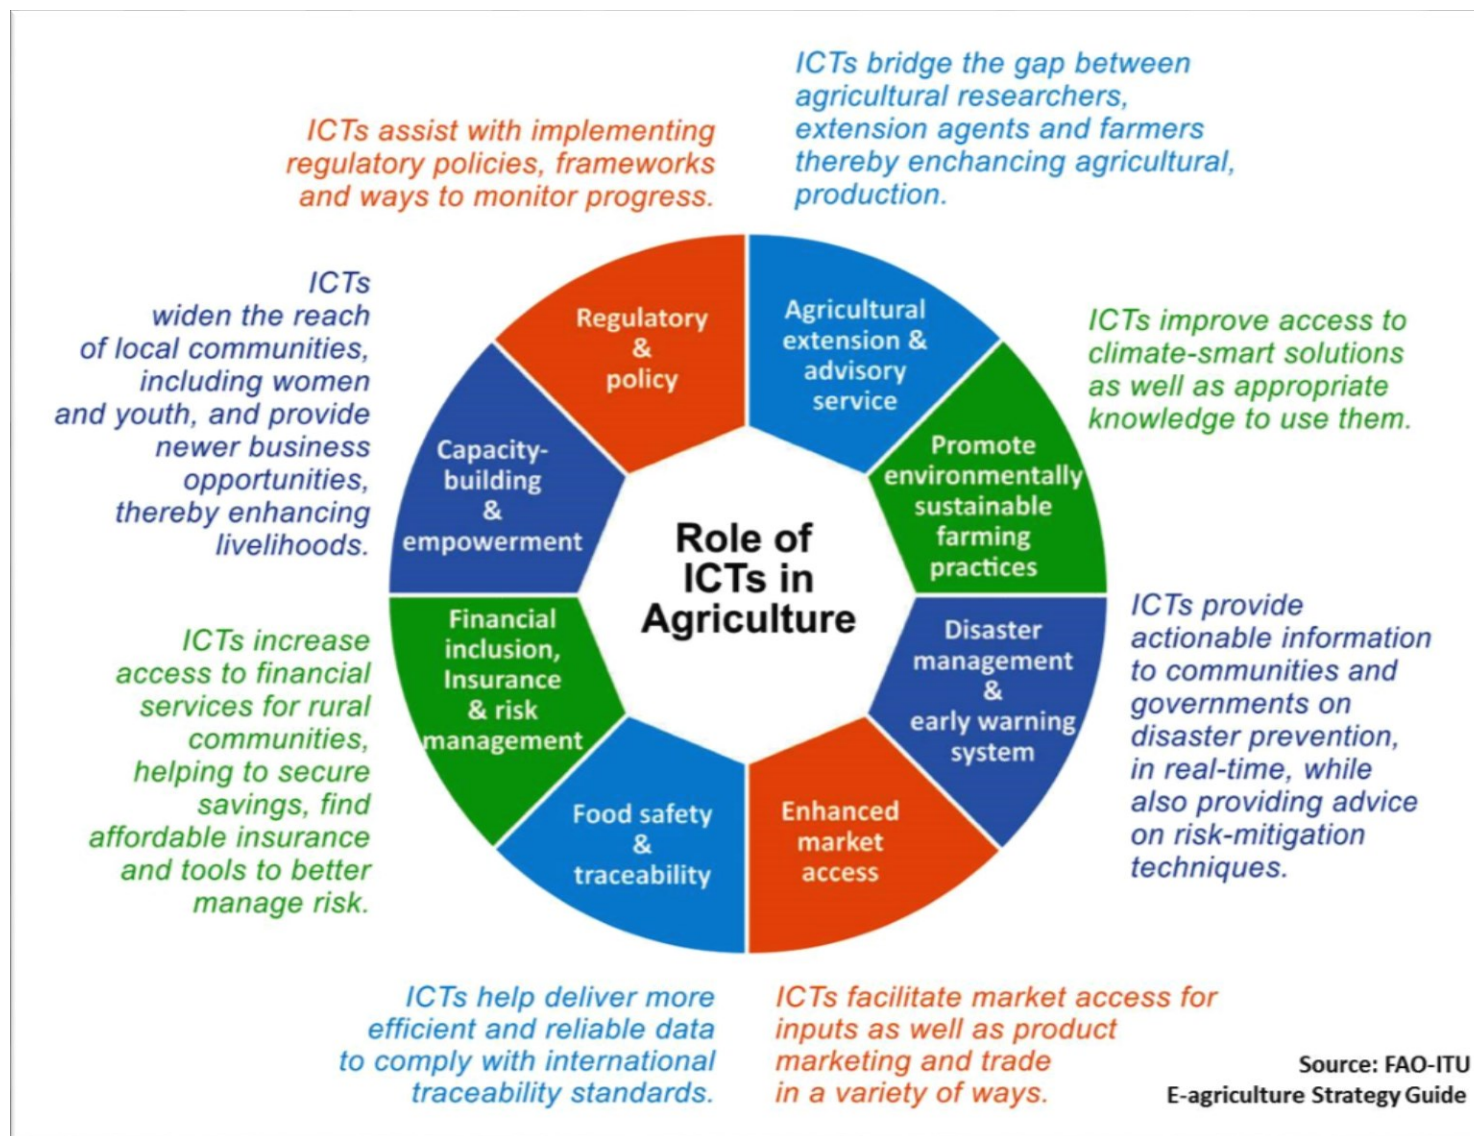 ICTs bridge the gap between
agricultural researchers,
extension agents and farmers
thereby enchancing agricultural,
production.
ICTs assist with implementing
regulatory policies, frameworks
and ways to monitor progress.
ICTs
widen the reach
of local communities,
including women
and youth, and provide
newer business
opportunities,
thereby enhancing
livelihoods.
Regulatory
&
policy
Agricultural
extension &
advisory
service
ICTs improve access to
climate-smart solutions
as well as appropriate
knowledge to use them.
Capacity-
building
&
empowerment
Promote
environmentally
sustainable
farming
practices
Role of
ICTs in
Agriculture
ICTs increase
access to financial
services for rural
communities,
helping to secure
savings, find
affordable insurance
and tools to better
manage risk.
Financial
inclusion,
Insurance
& risk
management
Disaster
management
&
early warning
system
ICTs provide
actionable information
to communities and
governments on
disaster prevention,
in real-time, while
also providing advice
on risk-mitigation
techniques.
Food safety
&
traceability
Enhanced
market
access
ICTs help deliver more
efficient and reliable data
to comply with international
traceability standards.
ICTs facilitate market access for
inputs as well as product
marketing and trade
in a variety of ways.
Source: FAO-ITU
E-agriculture Strategy Guide